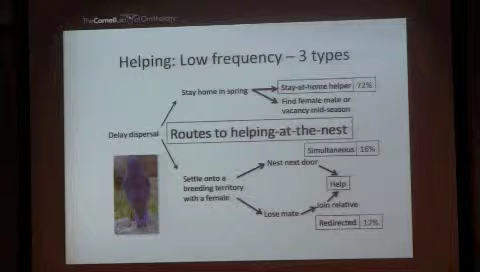 The Cornell Lab of Ornithology
Helping: Low frequency – 3 types
Stay home in spring
Stay-at-home helper 72%
Find female mate or
vacancy mid-season
Delay dispersal
Routes to helping-at-the-nest
Simultaneous 16%
Nest next door
Settle onto a
breeding territory
with a female
Help
Lose mate
Join relative
Redirected 12%